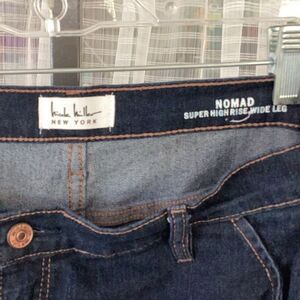 nicole miller
NEW YORK
NOMAD
SUPER HIGH RISE WIDE LEG